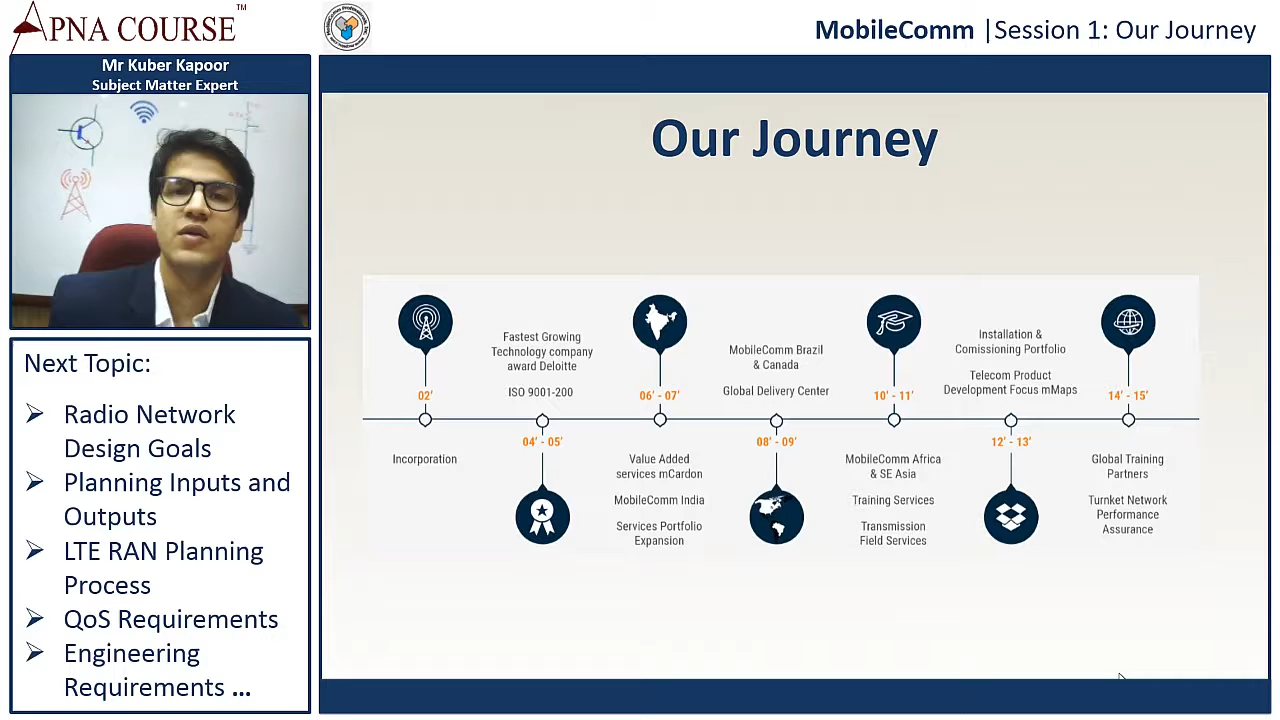 APNA COURSE™
MobileComm | Session 1: Our Journey
Mr Kuber Kapoor
Subject Matter Expert
Next Topic:
Radio Network
Design Goals
Planning Inputs and
Outputs
LTE RAN Planning
Process
QoS Requirements
Engineering
Requirements ...
Our Journey
02'
Incorporation
Fastest Growing
Technology company
award Deloitte
ISO 9001-200
04' - 05'
06' - 07'
Value Added
services mCardon
MobileComm India
Services Portfolio
Expansion
MobileComm Brazil
& Canada
Global Delivery Center
08' - 09'
10' - 11'
MobileComm Africa
& SE Asia
Training Services
Transmission
Field Services
Installation &
Comissioning Portfolio
Telecom Product
Development Focus mMaps
12' - 13'
14' - 15'
Global Training
Partners
Turnket Network
Performance
Assurance